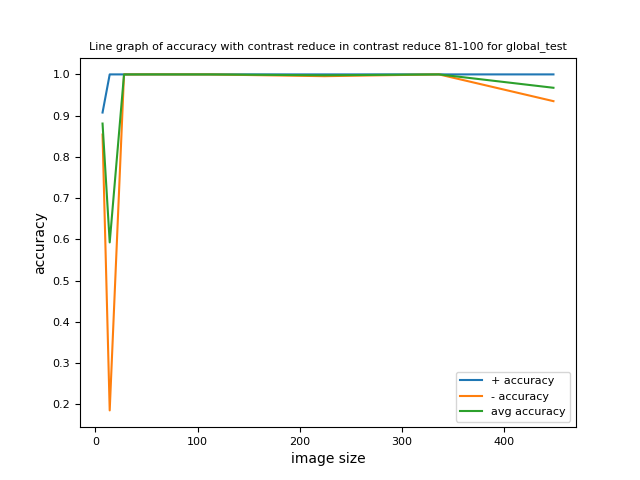 Line graph of accuracy with contrast reduce in contrast reduce 81-100 for global_test
1.0
0.9
0.8
0.7
0.6
0.5
0.4
0.3
0.2
accuracy
0 100 200 300 400
image size
+ accuracy
- accuracy
avg accuracy